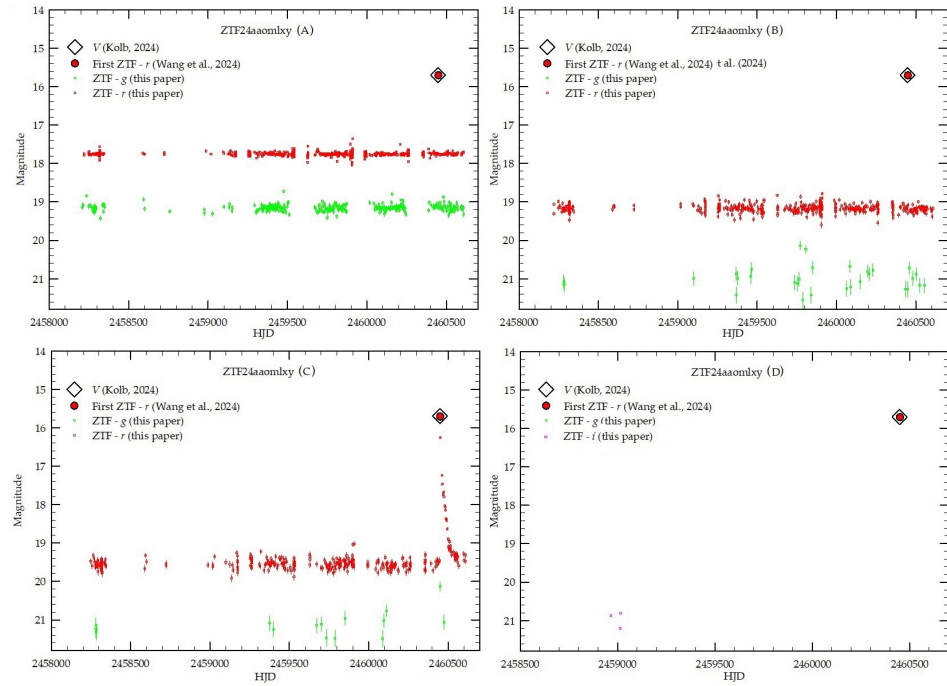 ZTF24aaomlxy (A)
V (Kolb, 2024)
First ZTF - r (Wang et al., 2024)
ZTF - g (this paper)
ZTF - r (this paper)
Magnitude
14
15
16
17
18
19
20
21
2458000 2458500 2459000 2459500 2460000 2460500
HJD
ZTF24aaomlxy (B)
V (Kolb, 2024)
First ZTF - r (Wang et al., 2024) t al. (2024)
ZTF - g (this paper)
ZTF - r (this paper)
Magnitude
14
15
16
17
18
19
20
21
2458000 2458500 2459000 2459500 2460000 2460500
HJD
ZTF24aaomlxy (C)
V (Kolb, 2024)
First ZTF - r (Wang et al., 2024)
ZTF - g (this paper)
ZTF - r (this paper)
Magnitude
14
15
16
17
18
19
20
21
2458000 2458500 2459000 2459500 2460000 2460500
HJD
ZTF24aaomlxy (D)
V (Kolb, 2024)
First ZTF - r (Wang et al., 2024)
ZTF - g (this paper)
ZTF - i (this paper)
Magnitude
14
15
16
17
18
19
20
21
2458500 2459000 2459500 2460000 2460500
HJD